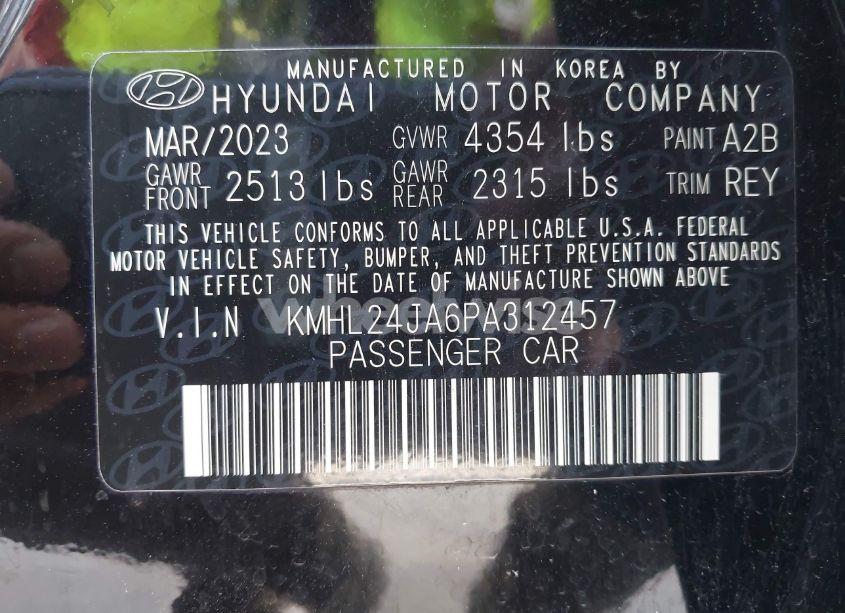 MANUFACTURED IN KOREA BY
HYUNDAI MOTOR COMPANY
MAR/2023 GVWR 4354 lbs PAINT A2B
GAWR FRONT 2513 lbs GAWR REAR 2315 lbs TRIM REY
THIS VEHICLE CONFORMS TO ALL APPLICABLE U.S.A. FEDERAL
MOTOR VEHICLE SAFETY, BUMPER, AND THEFT PREVENTION STANDARDS
IN EFFECT ON THE DATE OF MANUFACTURE SHOWN ABOVE
V.I.N KMHL24JA6PA312457
PASSENGER CAR